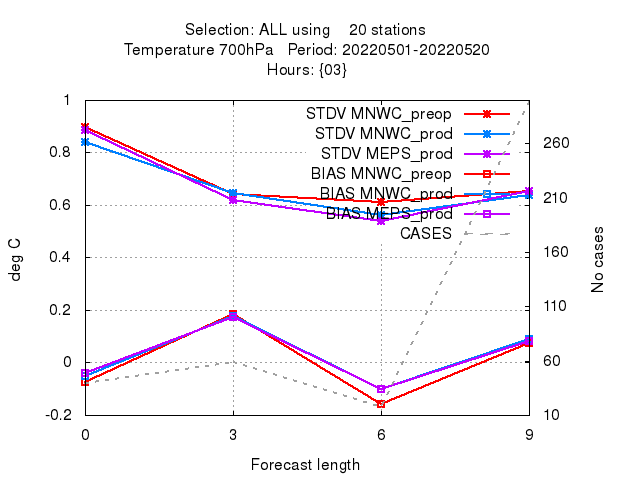 Selection: ALL using 20 stations
Temperature 700hPa Period: 20220501-20220520
Hours: {03}
STDV MNWC_preop
STDV MNWC_prod
STDV MEPS_prod
BIAS MNWC_preop
BIAS MNWC_prod
BIAS MEPS_prod
CASES
deg C
1
0.8
0.6
0.4
0.2
0
-0.2
260
210
160
110
60
10
No cases
0 3 6 9
Forecast length